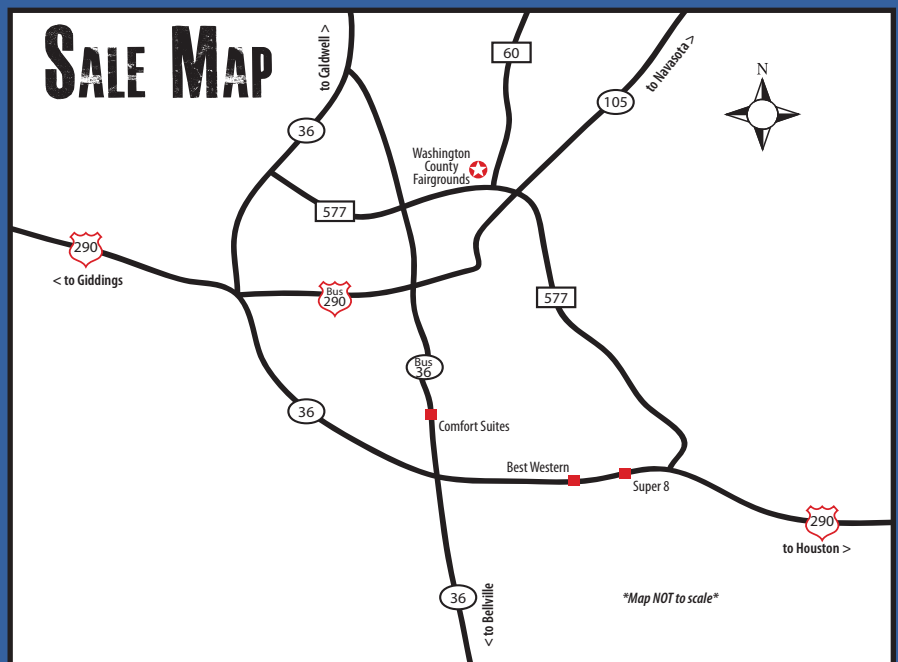 SALE MAP
to Caldwell >
60
to Navasota >
N
105
36
Washington
County
Fairgrounds
577
290
< to Giddings
Bus
290
577
Bus
36
36
Comfort Suites
Best Western
Super 8
290
to Houston >
36
< to Bellville
*Map NOT to scale*